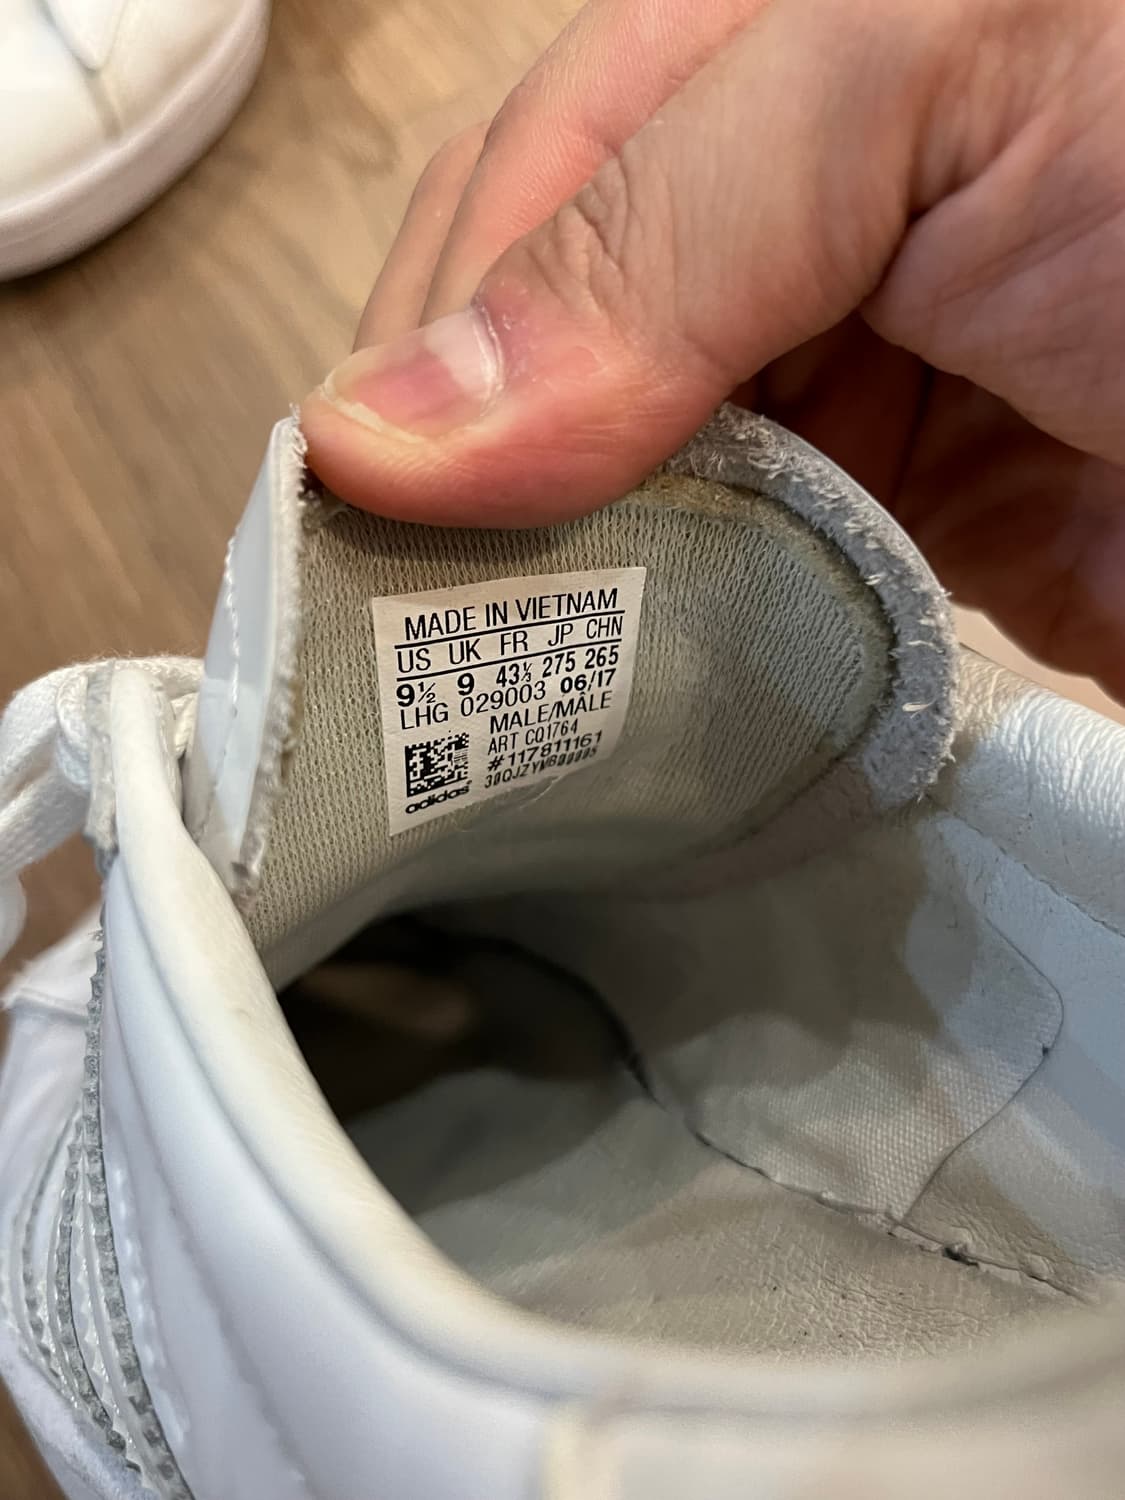 MADE IN VIETNAM
US UK FR JP CHN
9½ 9 43⅓ 275 265
LHG 029003 06/17
MALE/MÂLE
ART CQ1764
#117811161
adidas